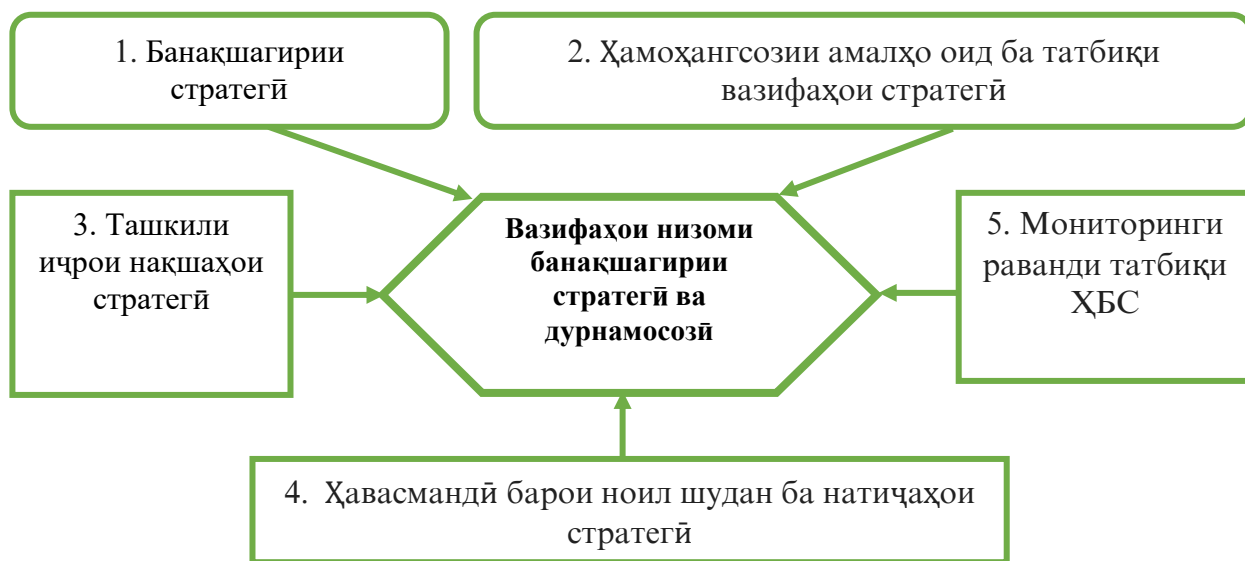 1. Банақшагирии
стратегӣ
2. Ҳамоҳангсозии амалҳо оид ба татбиқи
вазифаҳои стратегӣ
3. Ташкили
иҷрои нақшаҳои
стратегӣ
Вазифаҳои низоми
банақшагирии
стратегӣ ва
дурнамосозӣ
5. Мониторинги
раванди татбиқи
ҲБС
4. Ҳавасмандӣ барои ноил шудан ба натиҷаҳои
стратегӣ